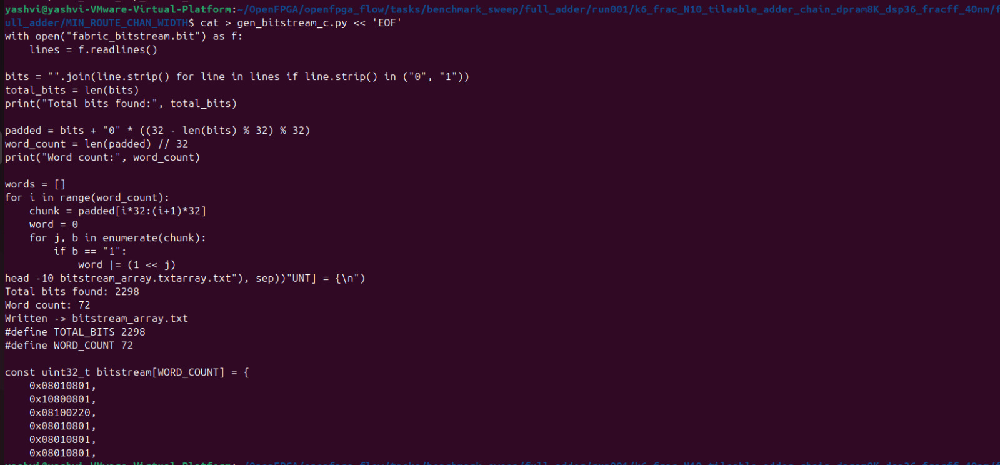 yashvi@yashvi-VMware-Virtual-Platform:~/OpenFPGA/openfpga_flow/tasks/benchmark_sweep/full_adder/run001/k6_frac_N10_tileable_adder_chain_dpram8K_dsp36_fracff_40nm/f
ull_adder/MIN_ROUTE_CHAN_WIDTH$ cat > gen_bitstream_c.py << 'EOF'
with open("fabric_bitstream.bit") as f:
    lines = f.readlines()

bits = "".join(line.strip() for line in lines if line.strip() in ("0", "1"))
total_bits = len(bits)
print("Total bits found:", total_bits)

padded = bits + "0" * ((32 - len(bits) % 32) % 32)
word_count = len(padded) // 32
print("Word count:", word_count)

words = []
for i in range(word_count):
    chunk = padded[i*32:(i+1)*32]
    word = 0
    for j, b in enumerate(chunk):
        if b == "1":
            word |= (1 << j)
head -10 bitstream_array.txtarray.txt"), sep))"UNT] = {\n")
Total bits found: 2298
Word count: 72
Written -> bitstream_array.txt
#define TOTAL_BITS 2298
#define WORD_COUNT 72

const uint32_t bitstream[WORD_COUNT] = {
    0x08010801,
    0x10800801,
    0x08100220,
    0x08010801,
    0x08010801,
    0x08010801,